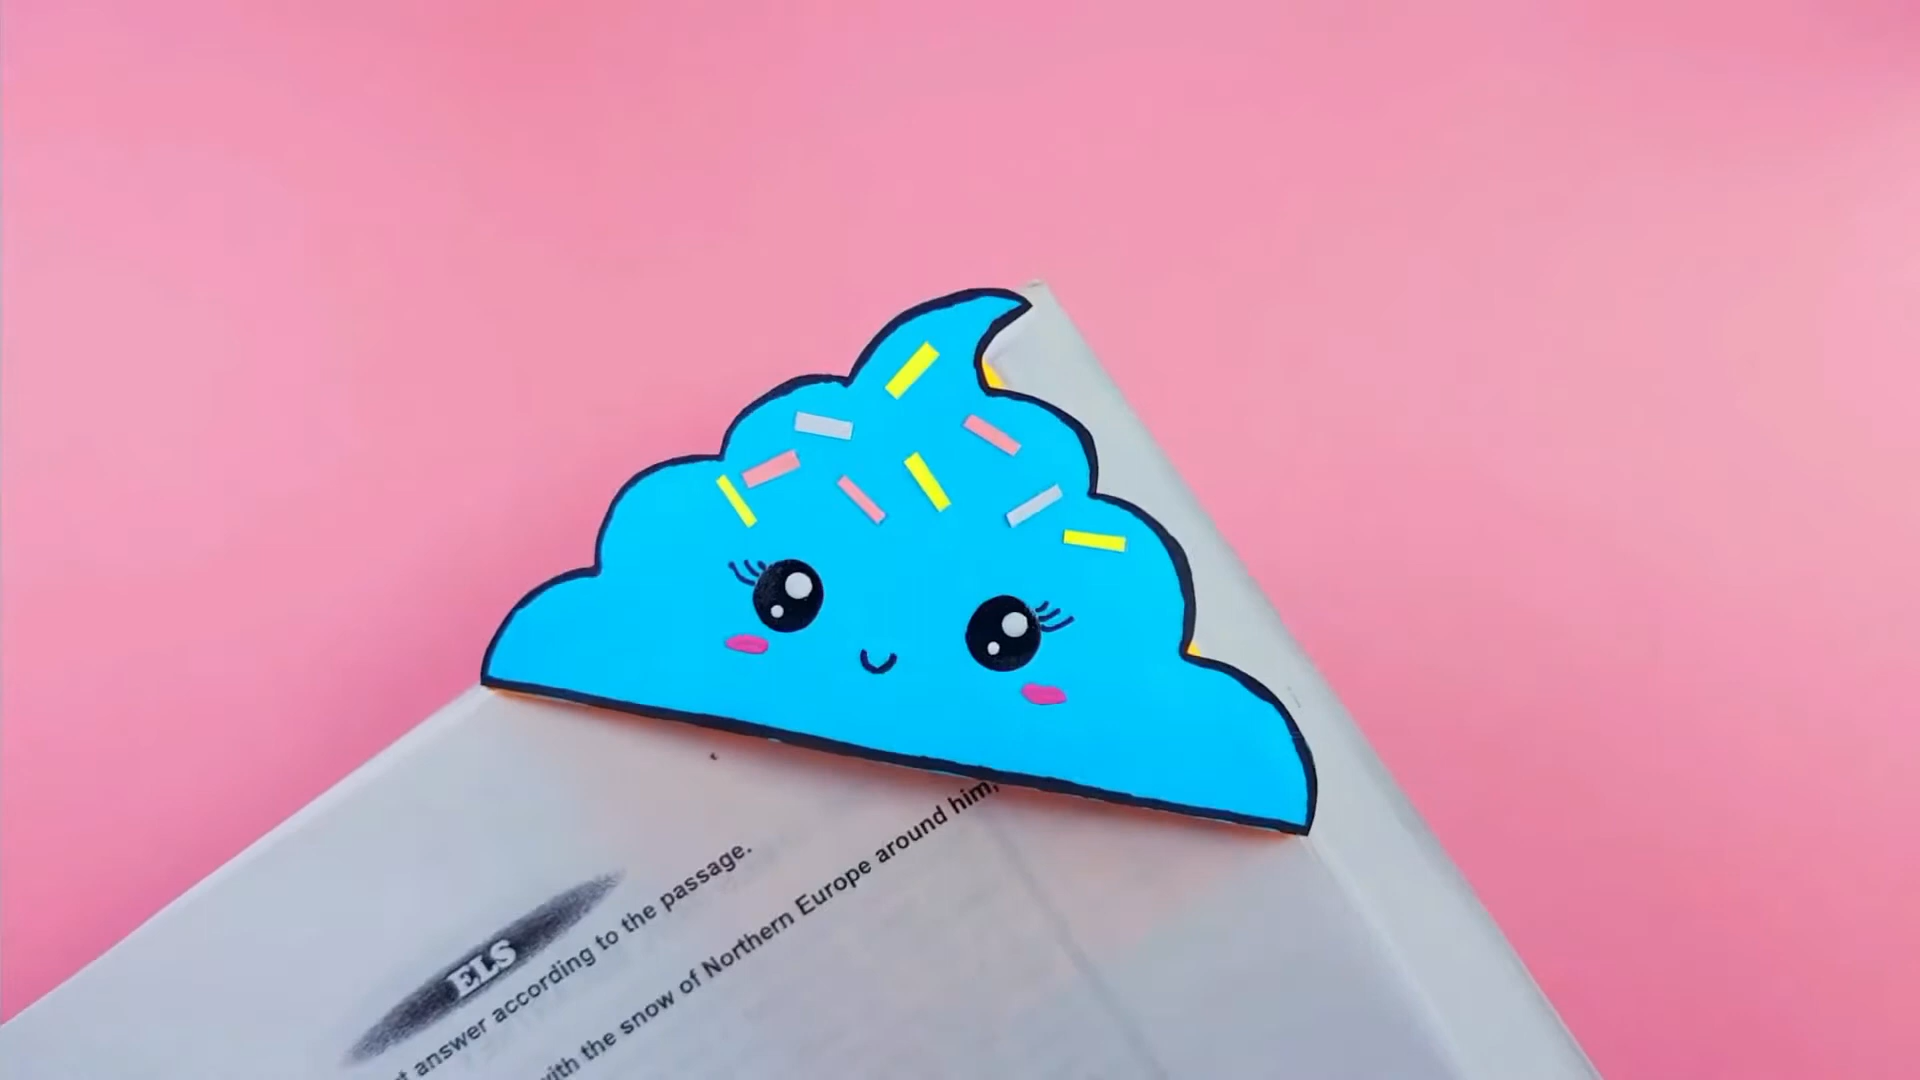 ELS
answer according to the passage.
with the snow of Northern Europe around him,